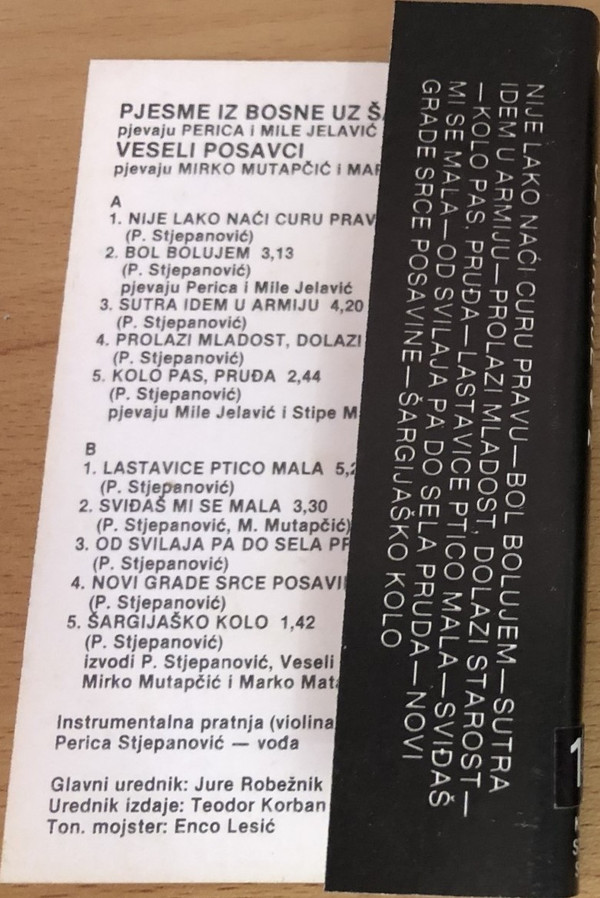 PJESME IZ BOSNE UZ
pjevaju PERICA i MILE JELAVIĆ
VESELI POSAVCI
pjevaju MIRKO MUTAPČIĆ i
A
1. NIJE LAKO NAĆI CURU PRAV
(P. Stjepanović)
2. BOL BOLUJEM 3,13
(P. Stjepanović)
pjevaju Perica i Mile Jelavić
3. SUTRA IDEM U ARMIJU 4,20
(P. Stjepanović)
4. PROLAZI MLADOST, DOLAZI
(P. Stjepanović)
5. KOLO PAS, PRUĐA 2,44
(P. Stjepanović)
pjevaju Mile Jelavić i Stipe M
B
1. LASTAVICE PTICO MALA 5,2
(P. Stjepanović)
2. SVIĐAŠ MI SE MALA 3,30
(P. Stjepanović, M. Mutapčić)
3. OD SVILAJA PA DO SELA
(P. Stjepanović)
4. NOVI GRADE SRCE POSAVI
(P. Stjepanović)
5. ŠARGIJAŠKO KOLO 1,42
(P. Stjepanović)
izvodi P. Stjepanović, Veseli
Mirko Mutapčić i Marko Mat
Instrumentalna pratnja (violina
Perica Stjepanović — vođa
Glavni urednik: Jure Robežnik
Urednik izdaje: Teodor Korban
Ton. mojster: Enco Lesić
NIJE LAKO NAĆI CURU PRAVU—BOL BOLUJEM—SUTRA
IDEM U ARMIJU—PROLAZI MLADOST, DOLAZI STAROST—
—KOLO PAS, PRUĐA—LASTAVICE PTICO MALA—SVIĐAŠ
MI SE MALA—OD SVILAJA PA DO SELA PRUDA—NOVI
GRADE SRCE POSAVINE—ŠARGIJAŠKO KOLO